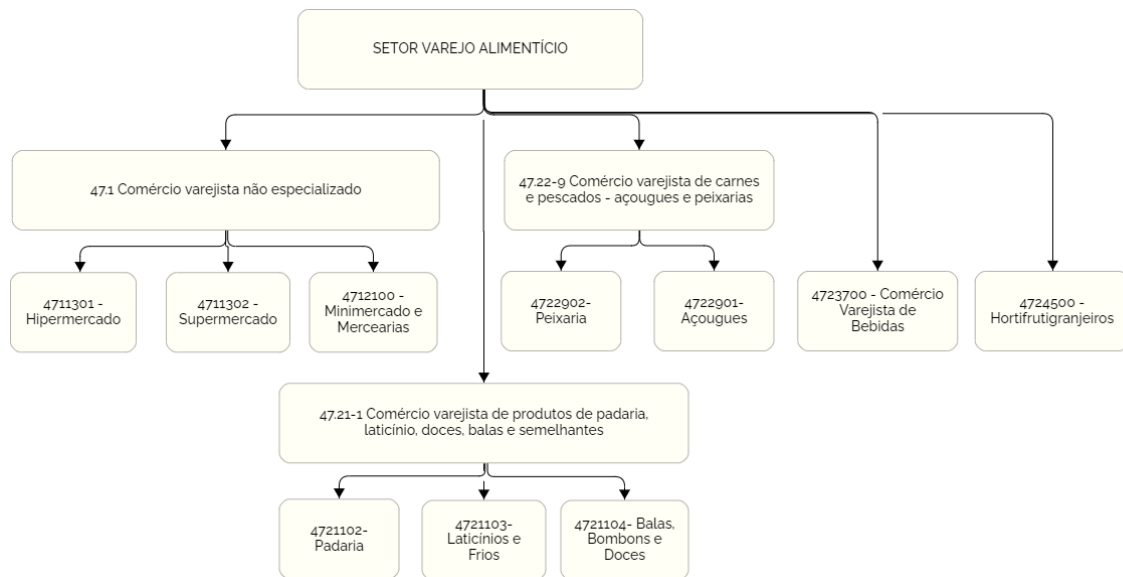 SETOR VAREJO ALIMENTÍCIO
47.1 Comércio varejista não especializado
47.22-9 Comércio varejista de carnes
e pescados - açougues e peixarias
4711301 -
Hipermercado
4711302 -
Supermercado
4712100 -
Minimercado e
Mercearias
4722902-
Peixaria
4722901-
Açougues
4723700 - Comércio
Varejista de
Bebidas
4724500 -
Hortifrutigranjeiros
47.21-1 Comércio varejista de produtos de padaria,
laticínio, doces, balas e semelhantes
4721102-
Padaria
4721103-
Laticínios e
Frios
4721104- Balas,
Bombons e
Doces